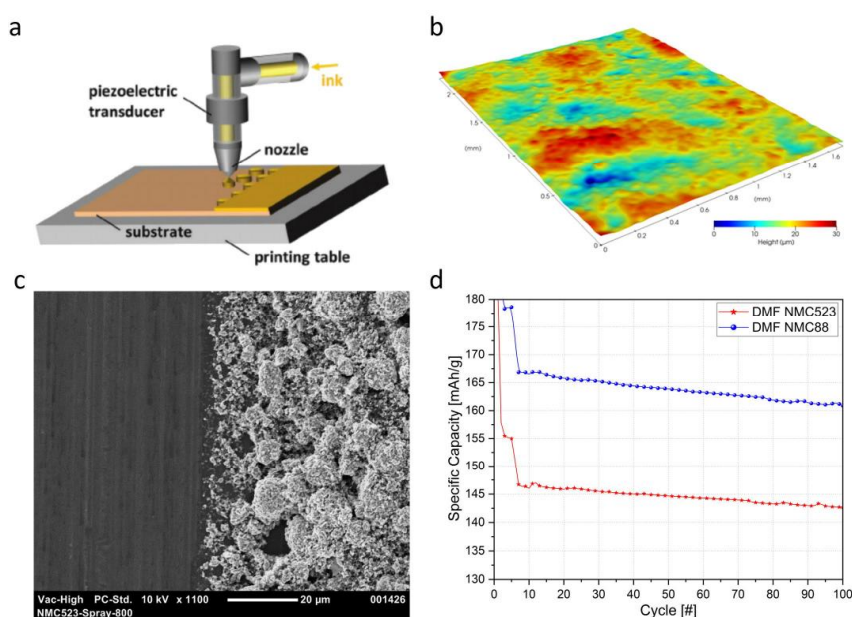 a
ink
piezoelectric
transducer
nozzle
substrate
printing table
b
2
1.5
(mm)
1
0.5
0
0
0.2
0.4
0.6
0.8
(mm)
1
1.2
1.4
1.6
0 10 20 30
Height (µm)
c
Vac-High PC-Std. 10 kV x 1100 20 µm 001426
NMC523-Spray-800
d
DMF NMC523
DMF NMC88
Specific Capacity [mAh/g]
180
175
170
165
160
155
150
145
140
135
130
0 10 20 30 40 50 60 70 80 90 100
Cycle [#]